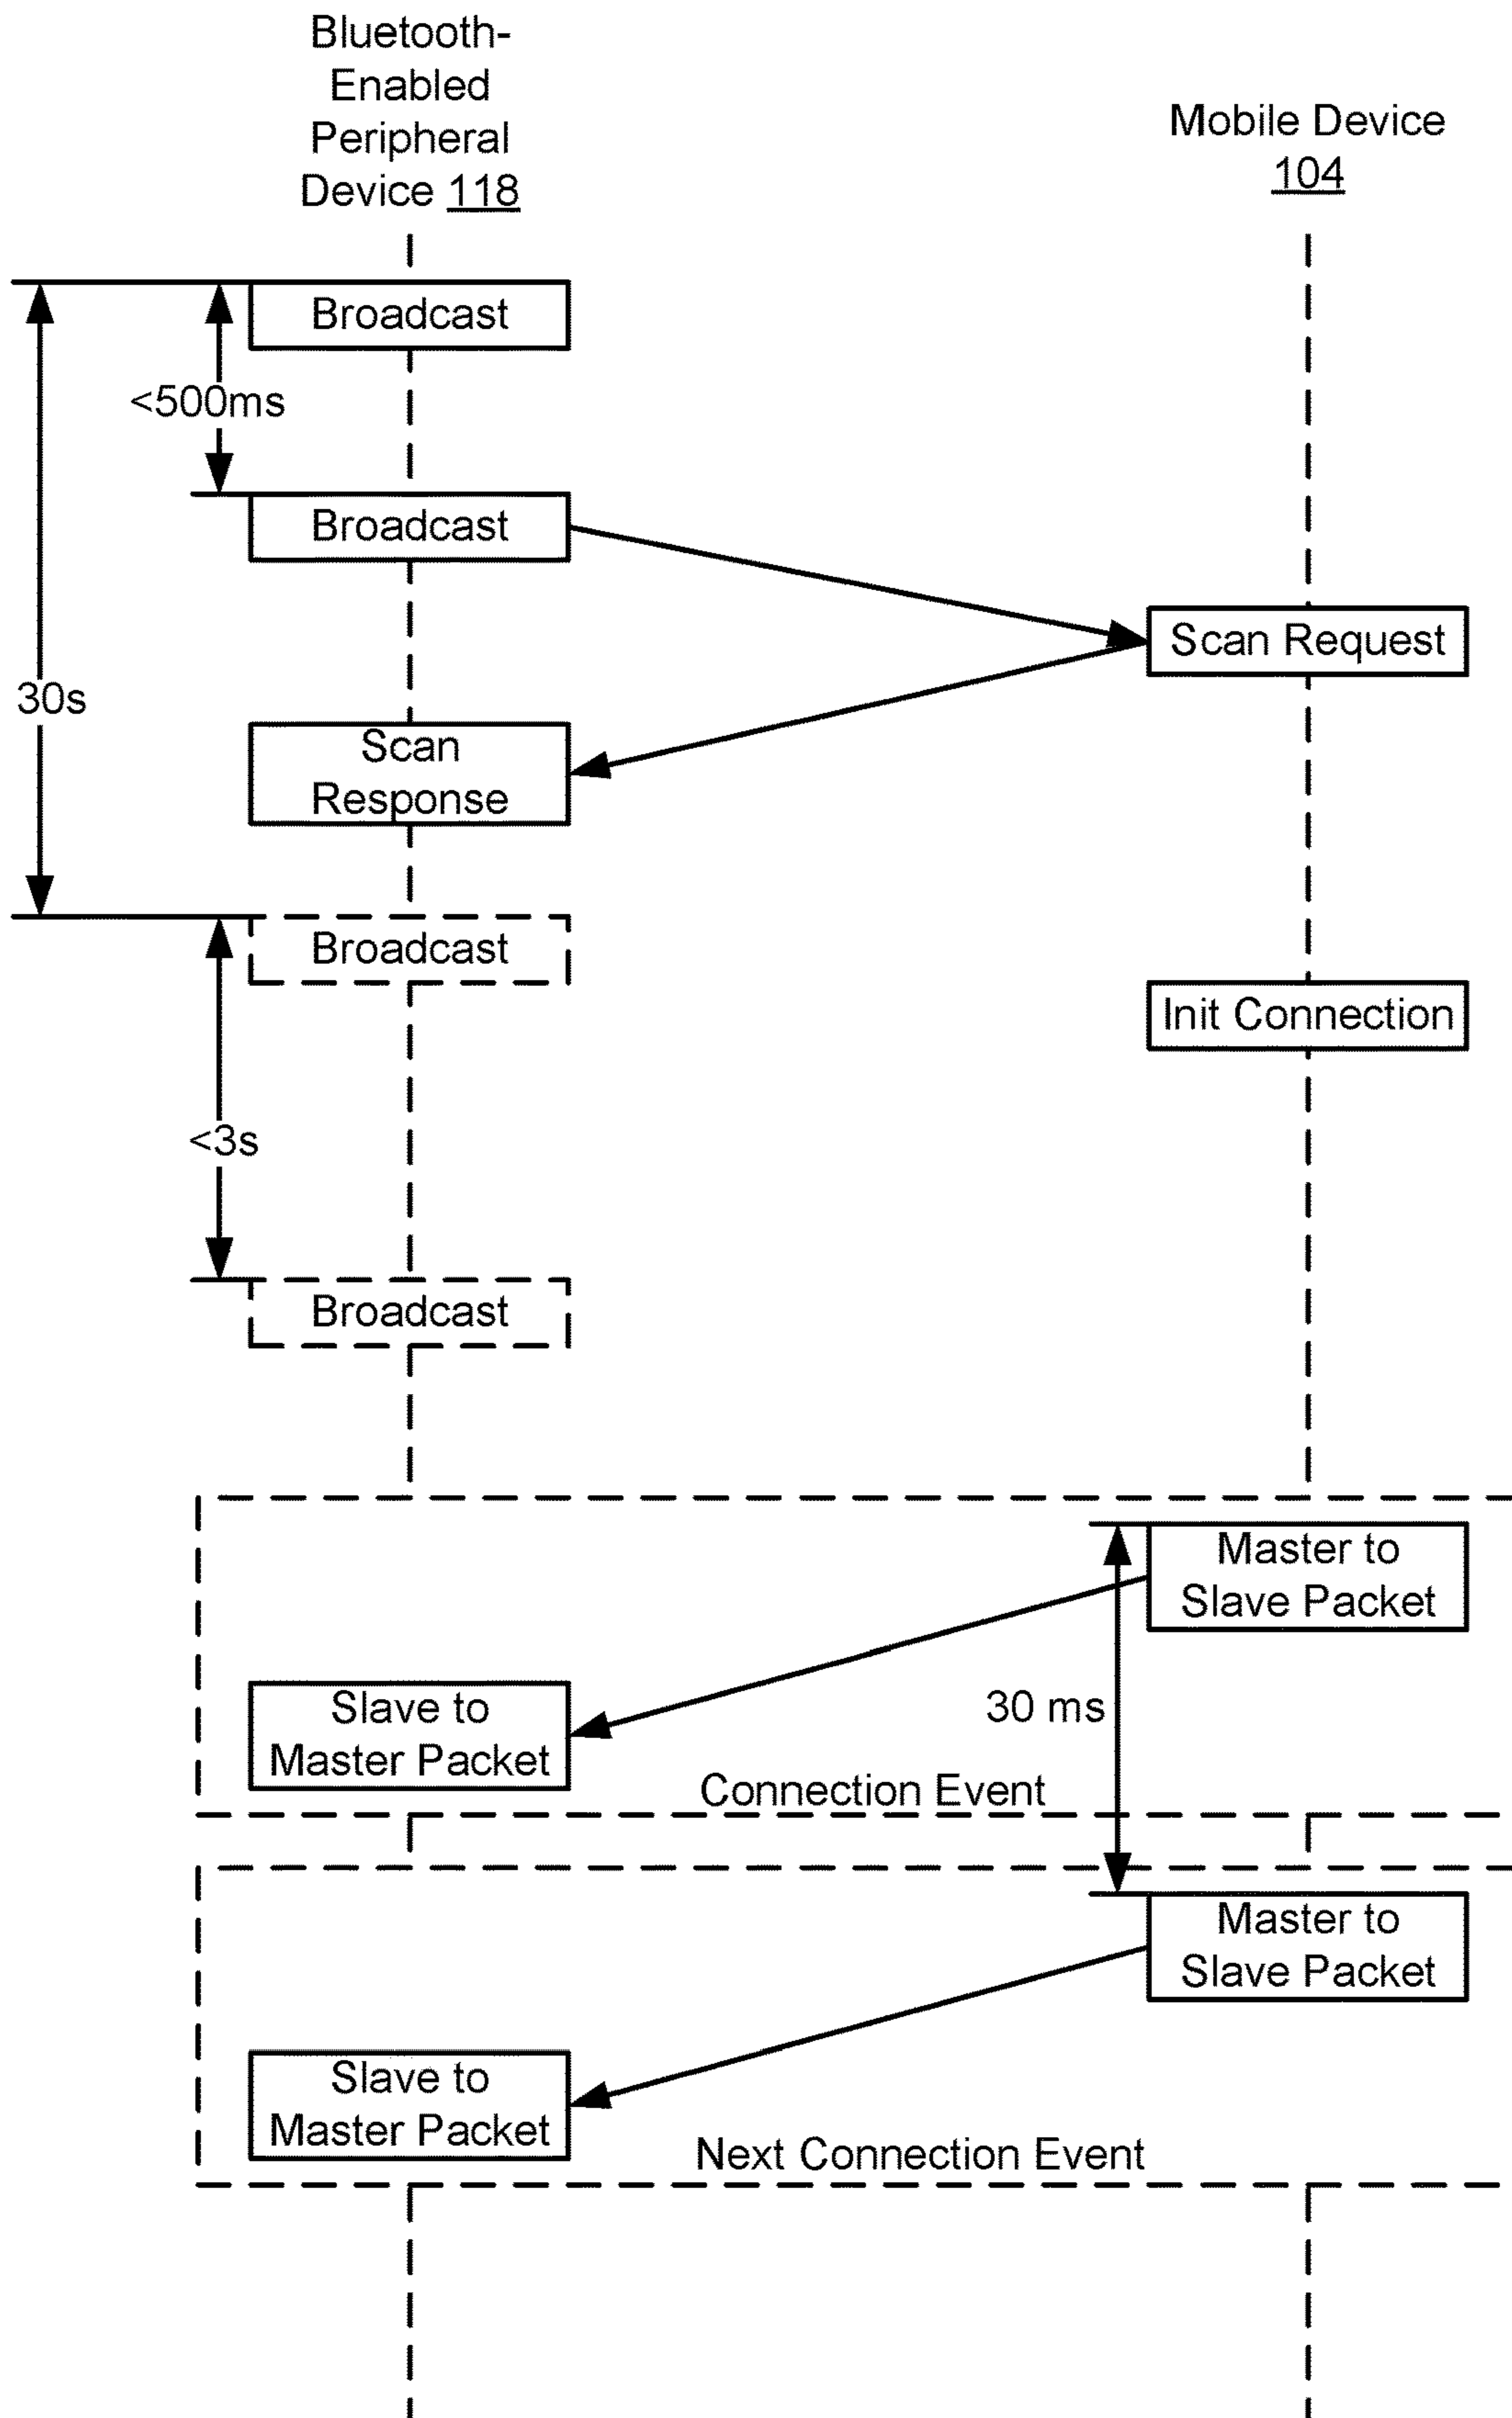 Bluetooth-
Enabled
Peripheral
Device 118
Mobile Device
104
Broadcast
<500ms
Broadcast
Scan Request
30s
Scan
Response
Broadcast
Init Connection
<3s
Broadcast
Master to
Slave Packet
Slave to
Master Packet
30 ms
Connection Event
Master to
Slave Packet
Slave to
Master Packet
Next Connection Event